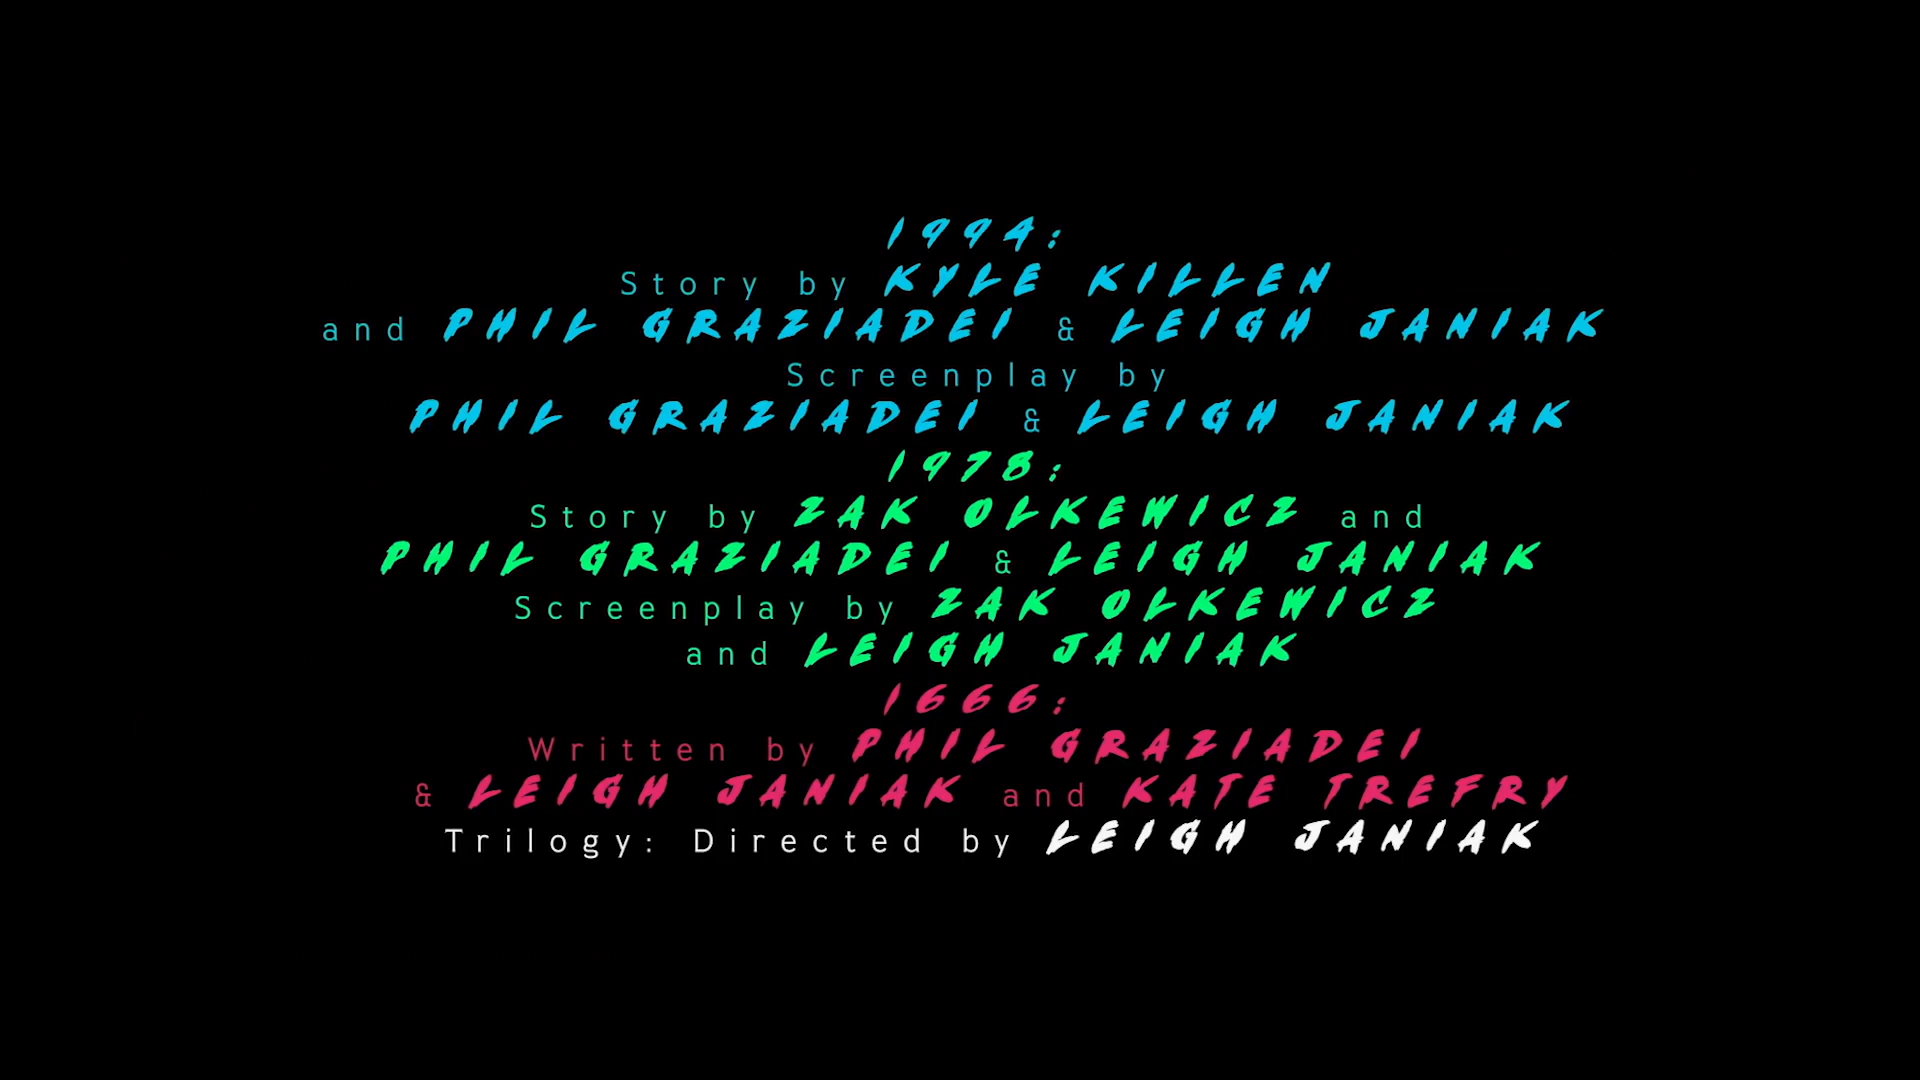 1994:
Story by KYLE KILLEN
and PHIL GRAZIADEI & LEIGH JANIAK
Screenplay by
PHIL GRAZIADEI & LEIGH JANIAK
1978:
Story by ZAK OLKEWICZ and
PHIL GRAZIADEI & LEIGH JANIAK
Screenplay by ZAK OLKEWICZ
and LEIGH JANIAK
1666:
Written by PHIL GRAZIADEI
& LEIGH JANIAK and KATE TREFRY
Trilogy: Directed by LEIGH JANIAK